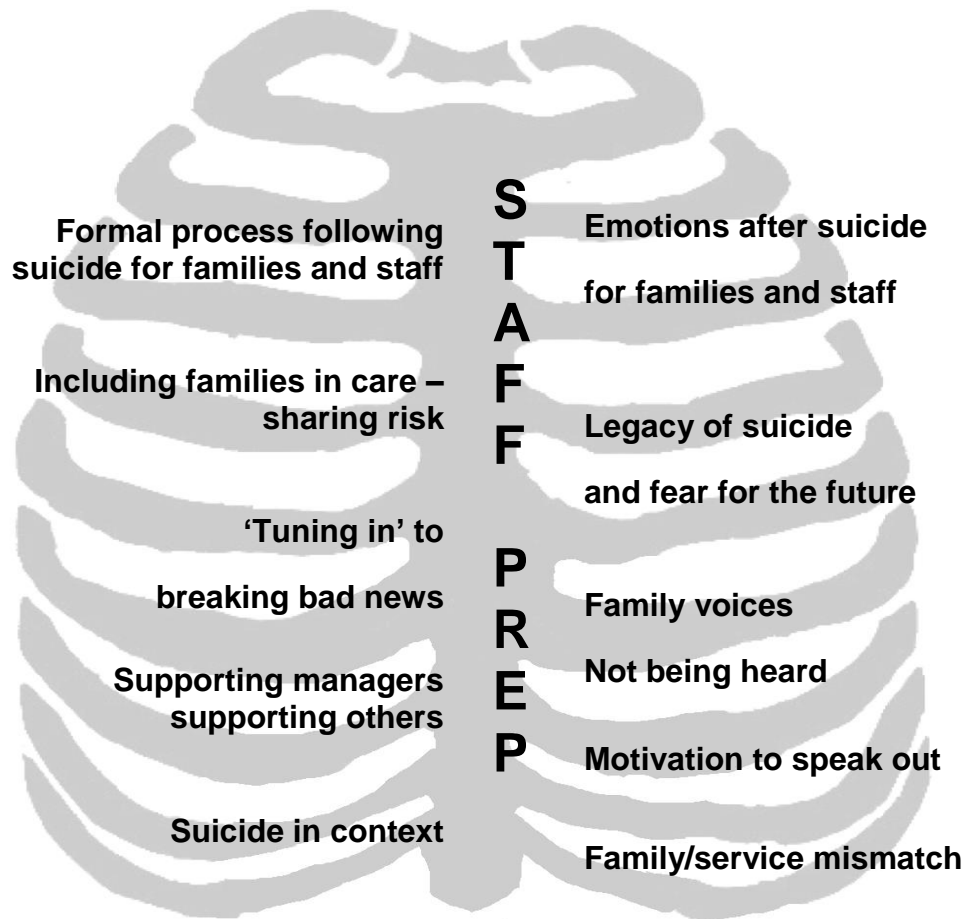 Formal process following
suicide for families and staff
Including families in care –
sharing risk
‘Tuning in’ to
breaking bad news
Supporting managers
supporting others
Suicide in context
S
T
A
F
F
P
R
E
P
Emotions after suicide
for families and staff
Legacy of suicide
and fear for the future
Family voices
Not being heard
Motivation to speak out
Family/service mismatch